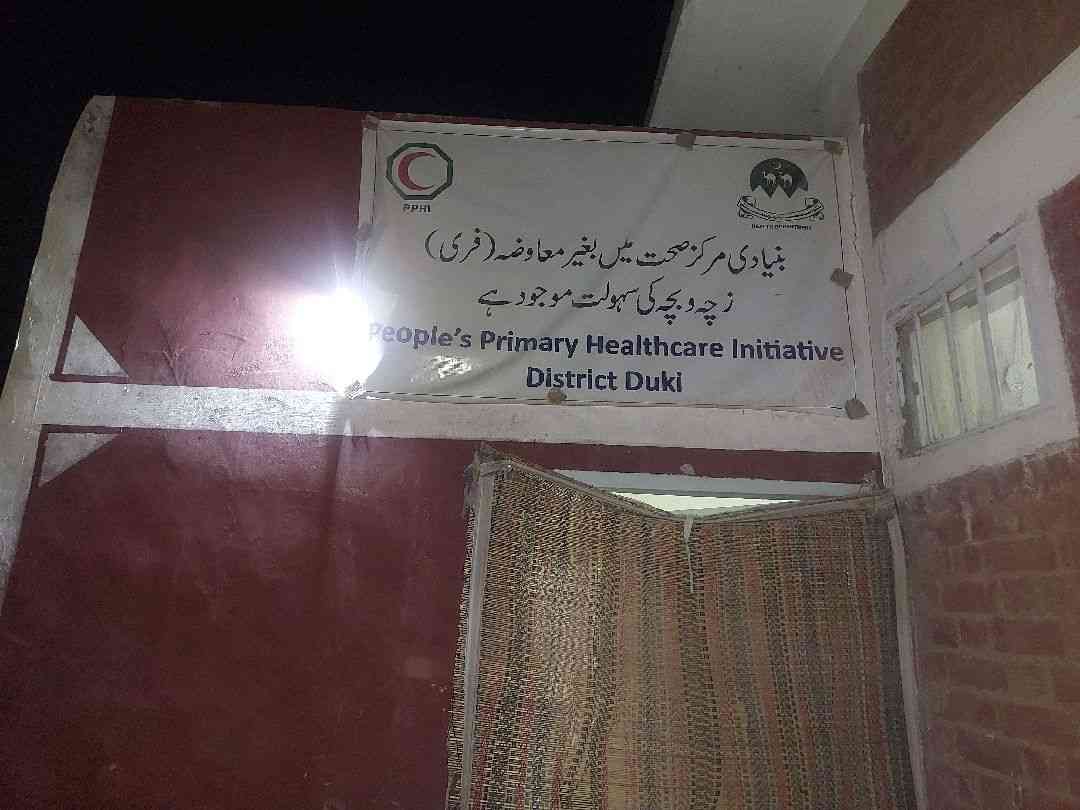 PPHI
بنیادی مرکز صحت میں بغیر معاوضہ (فری)
زچہ و بچہ کی سہولت موجود ہے
People's Primary Healthcare Initiative
District Duki